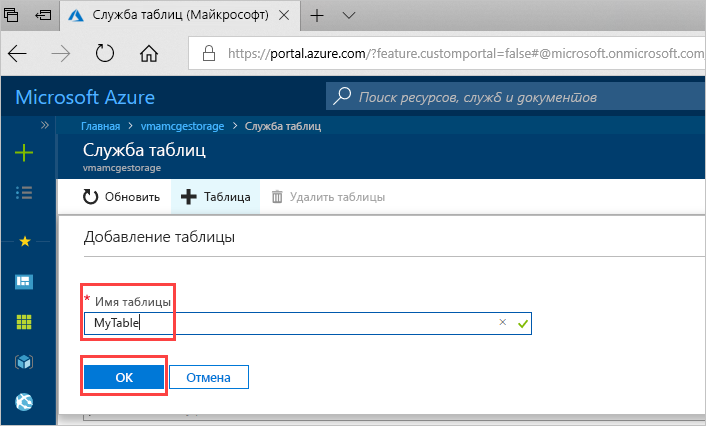 Служба таблиц (Майкрософт)
https://portal.azure.com/?feature.customportal=false#@microsoft.onmicrosoft.com
Microsoft Azure
Поиск ресурсов, служб и документов
Главная > vmamcgestorage > Служба таблиц
Служба таблиц
vmamcgestorage
Обновить Таблица Удалить таблицы
Добавление таблицы
* Имя таблицы
MyTable
OK Отмена